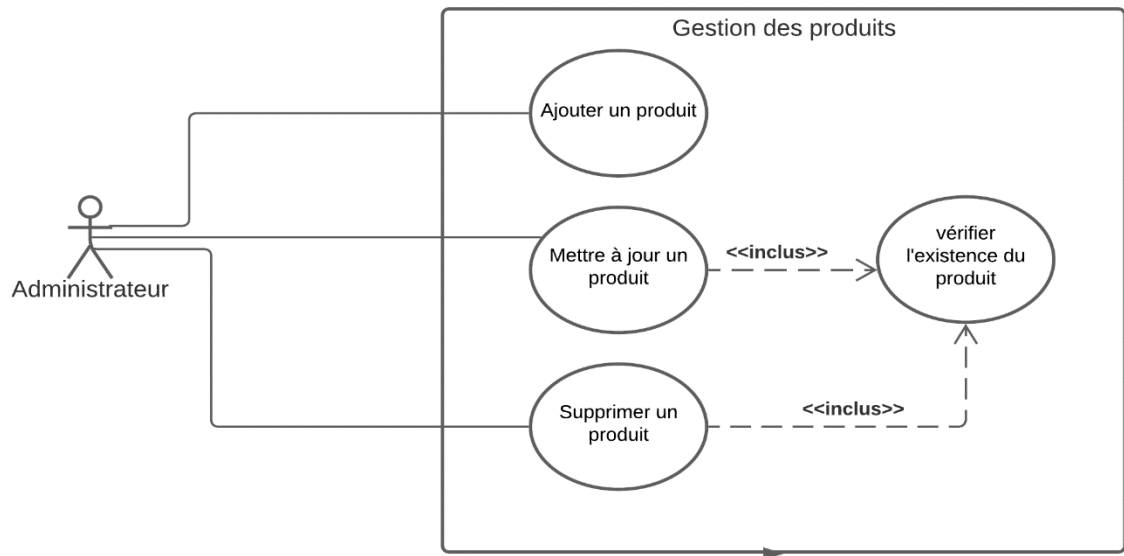 Gestion des produits
Ajouter un produit
Administrateur
Mettre à jour un
produit
<<inclus>>
vérifier
l'existence du
produit
Supprimer un
produit
<<inclus>>